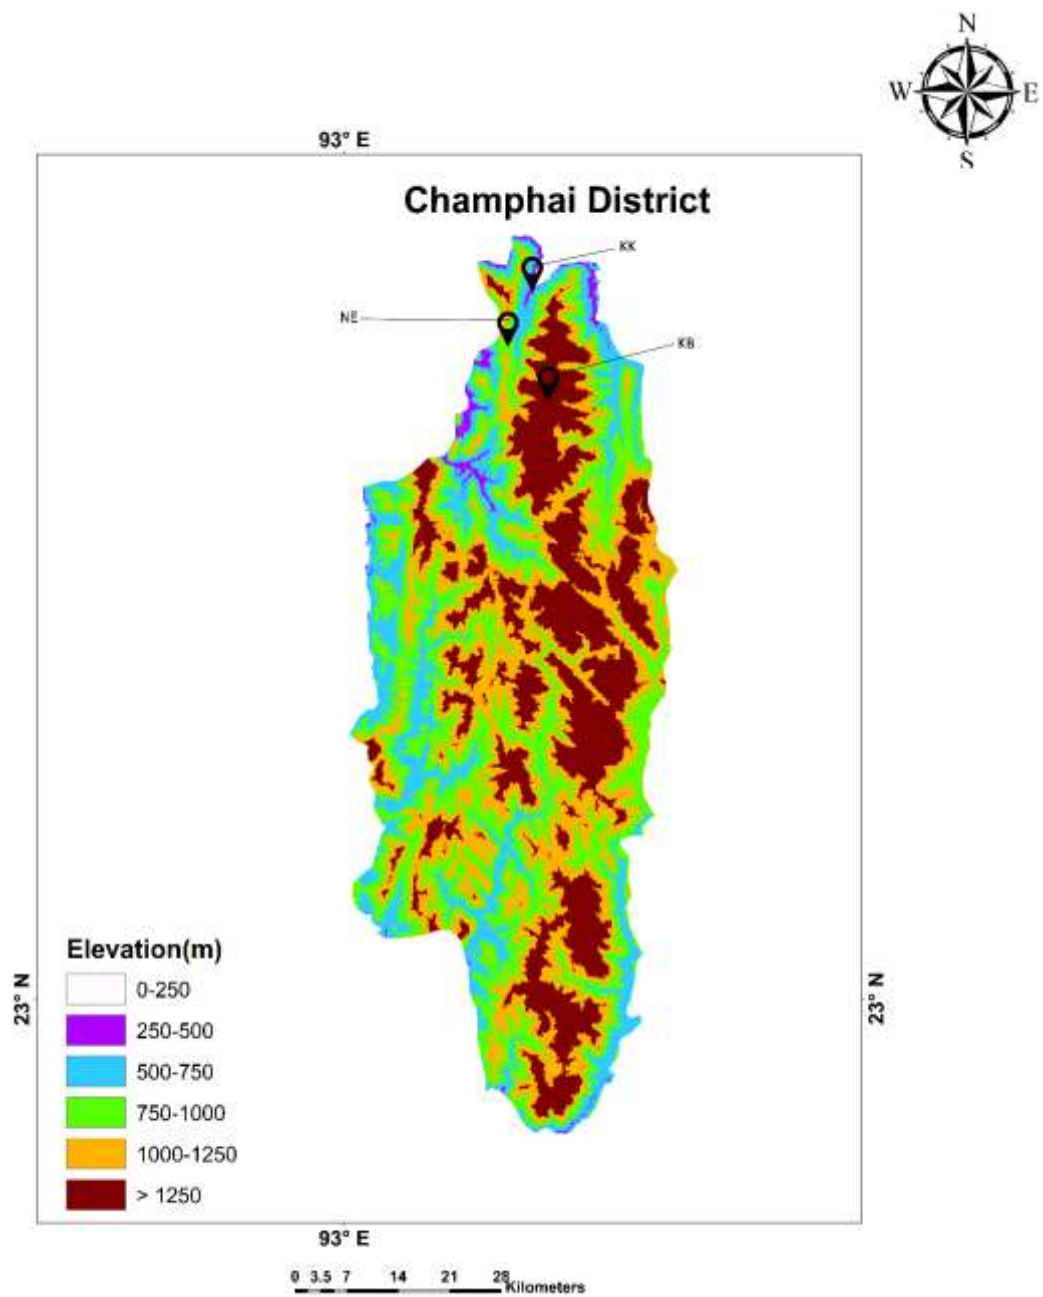 N
W E
S
93° E
Champhai District
KK
NE
KB
Elevation(m)
0-250
250-500
500-750
750-1000
1000-1250
> 1250
23° N
23° N
93° E
0 3.5 7 14 21 28
Kilometers